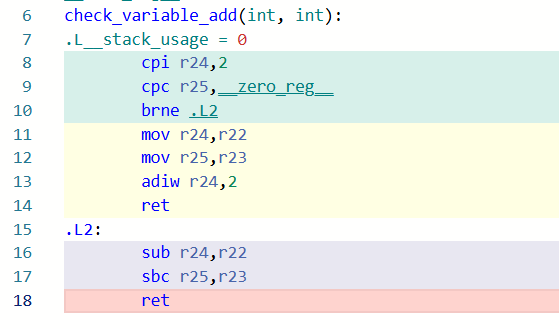 6 check_variable_add(int, int):
7 .L__stack_usage = 0
8 cpi r24,2
9 cpc r25,__zero_reg__
10 brne .L2
11 mov r24,r22
12 mov r25,r23
13 adiw r24,2
14 ret
15 .L2:
16 sub r24,r22
17 sbc r25,r23
18 ret